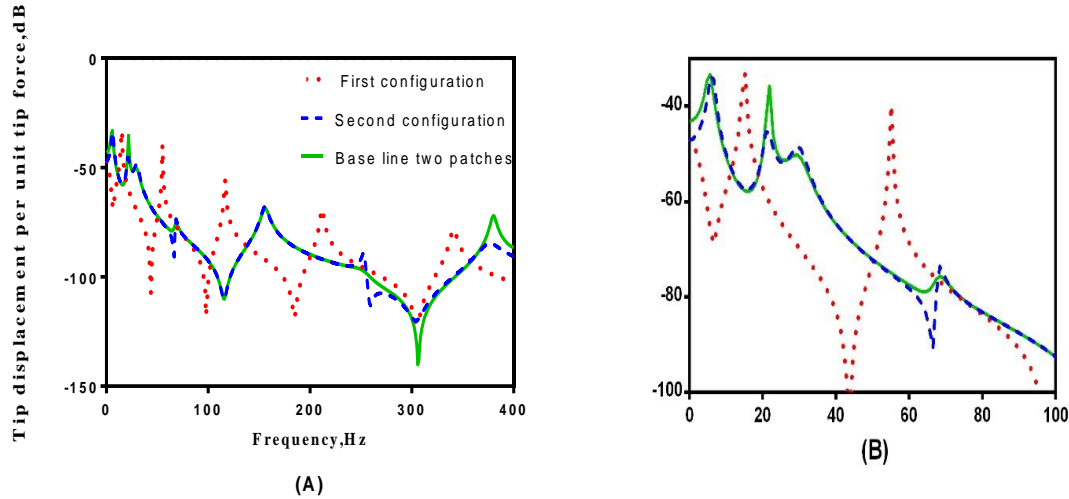 Tip displacement per unit tip force,dB
0
-50
-100
-150
First configuration
Second configuration
Base line two patches
0 100 200 300 400
Frequency,Hz
(A)
-40
-60
-80
-100
0 20 40 60 80 100
(B)